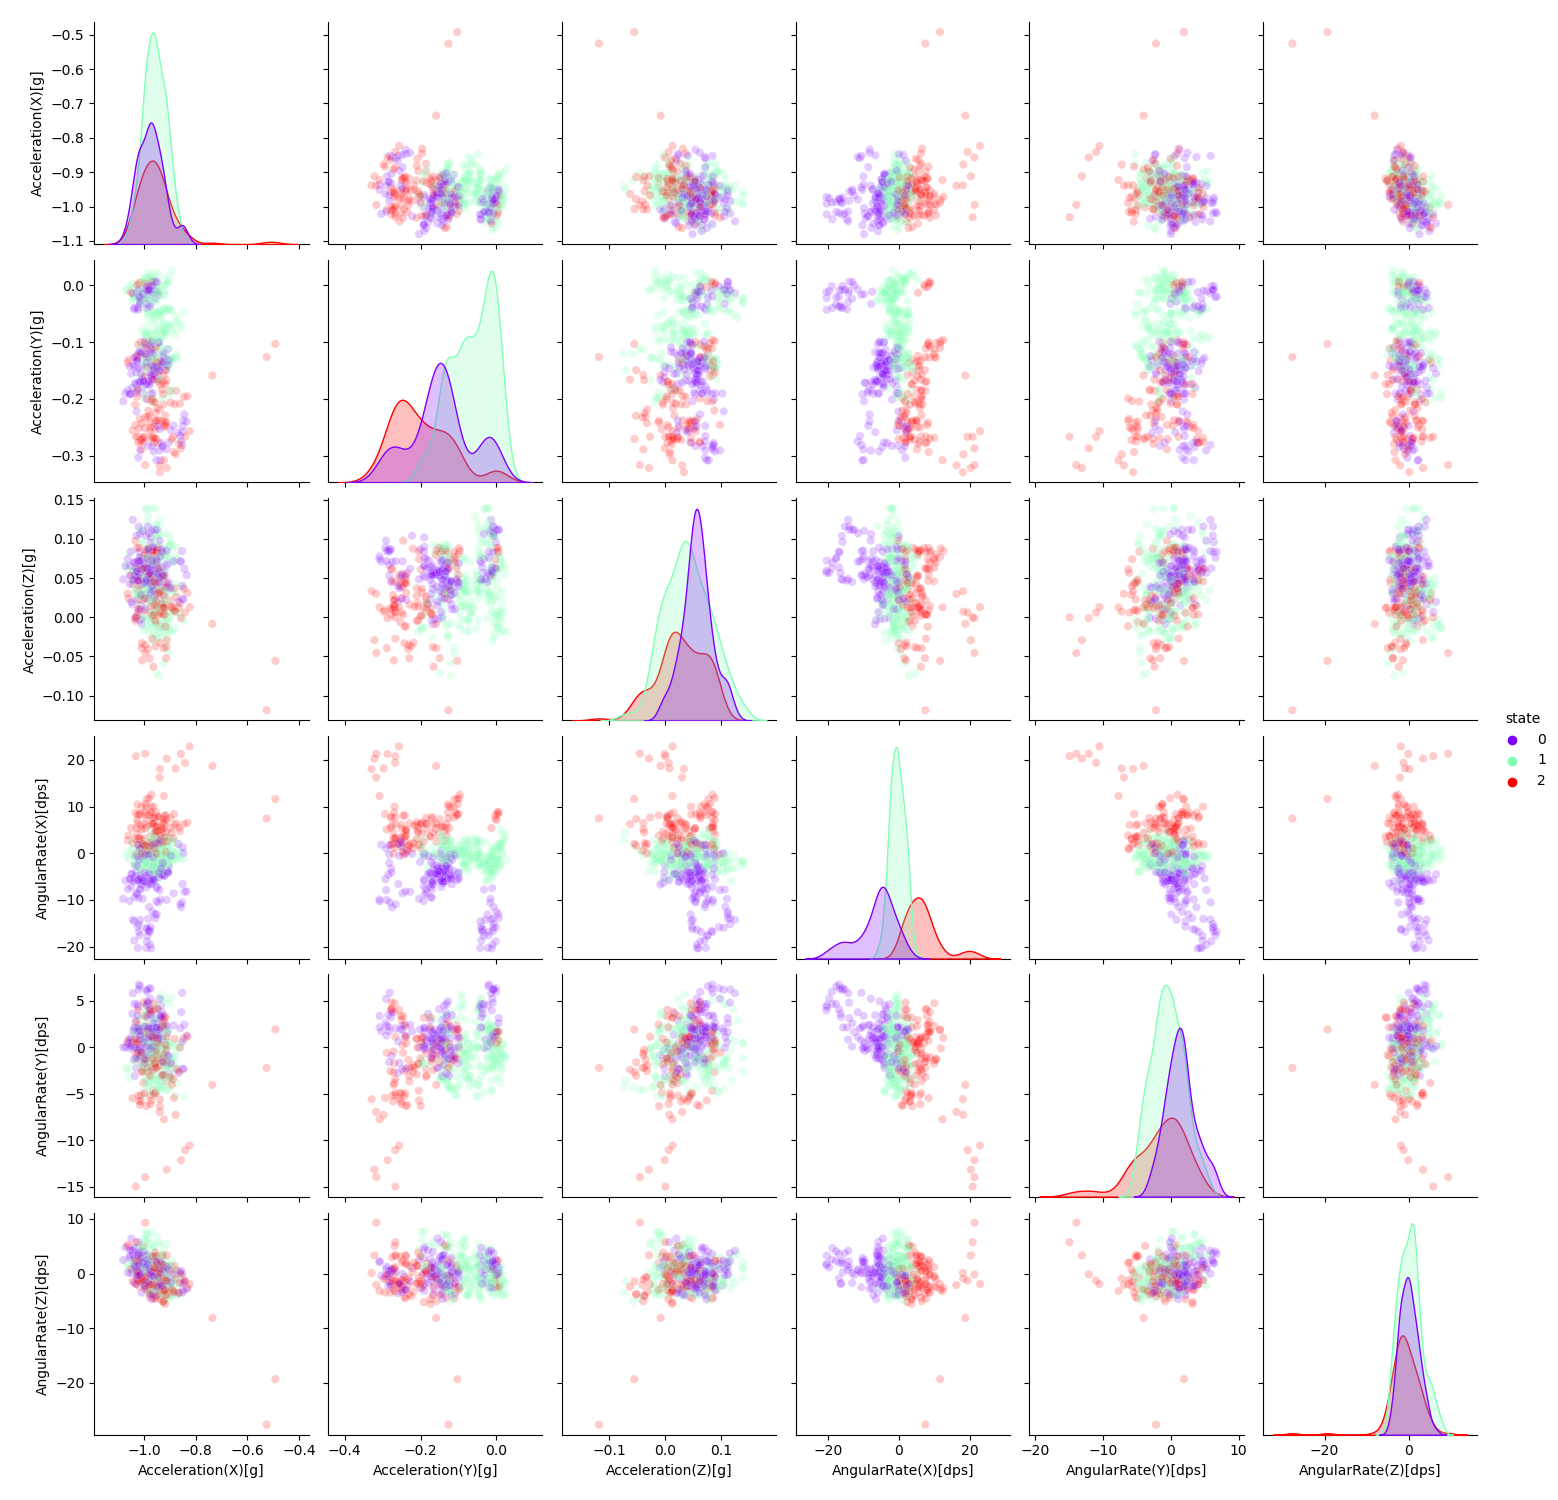 −0.5
−0.6
−0.7
−0.8
−0.9
−1.0
−1.1
Acceleration(X)[g]
0.0
−0.1
−0.2
−0.3
Acceleration(Y)[g]
0.15
0.10
0.05
0.00
−0.05
−0.10
Acceleration(Z)[g]
20
10
0
−10
−20
AngularRate(X)[dps]
5
0
−5
−10
−15
AngularRate(Y)[dps]
10
0
−10
−20
AngularRate(Z)[dps]
−1.0 −0.8 −0.6 −0.4
Acceleration(X)[g]
−0.4 −0.2 0.0
Acceleration(Y)[g]
−0.1 0.0 0.1
Acceleration(Z)[g]
−20 0 20
AngularRate(X)[dps]
−20 −10 0 10
AngularRate(Y)[dps]
−20 0
AngularRate(Z)[dps]
state
0
1
2